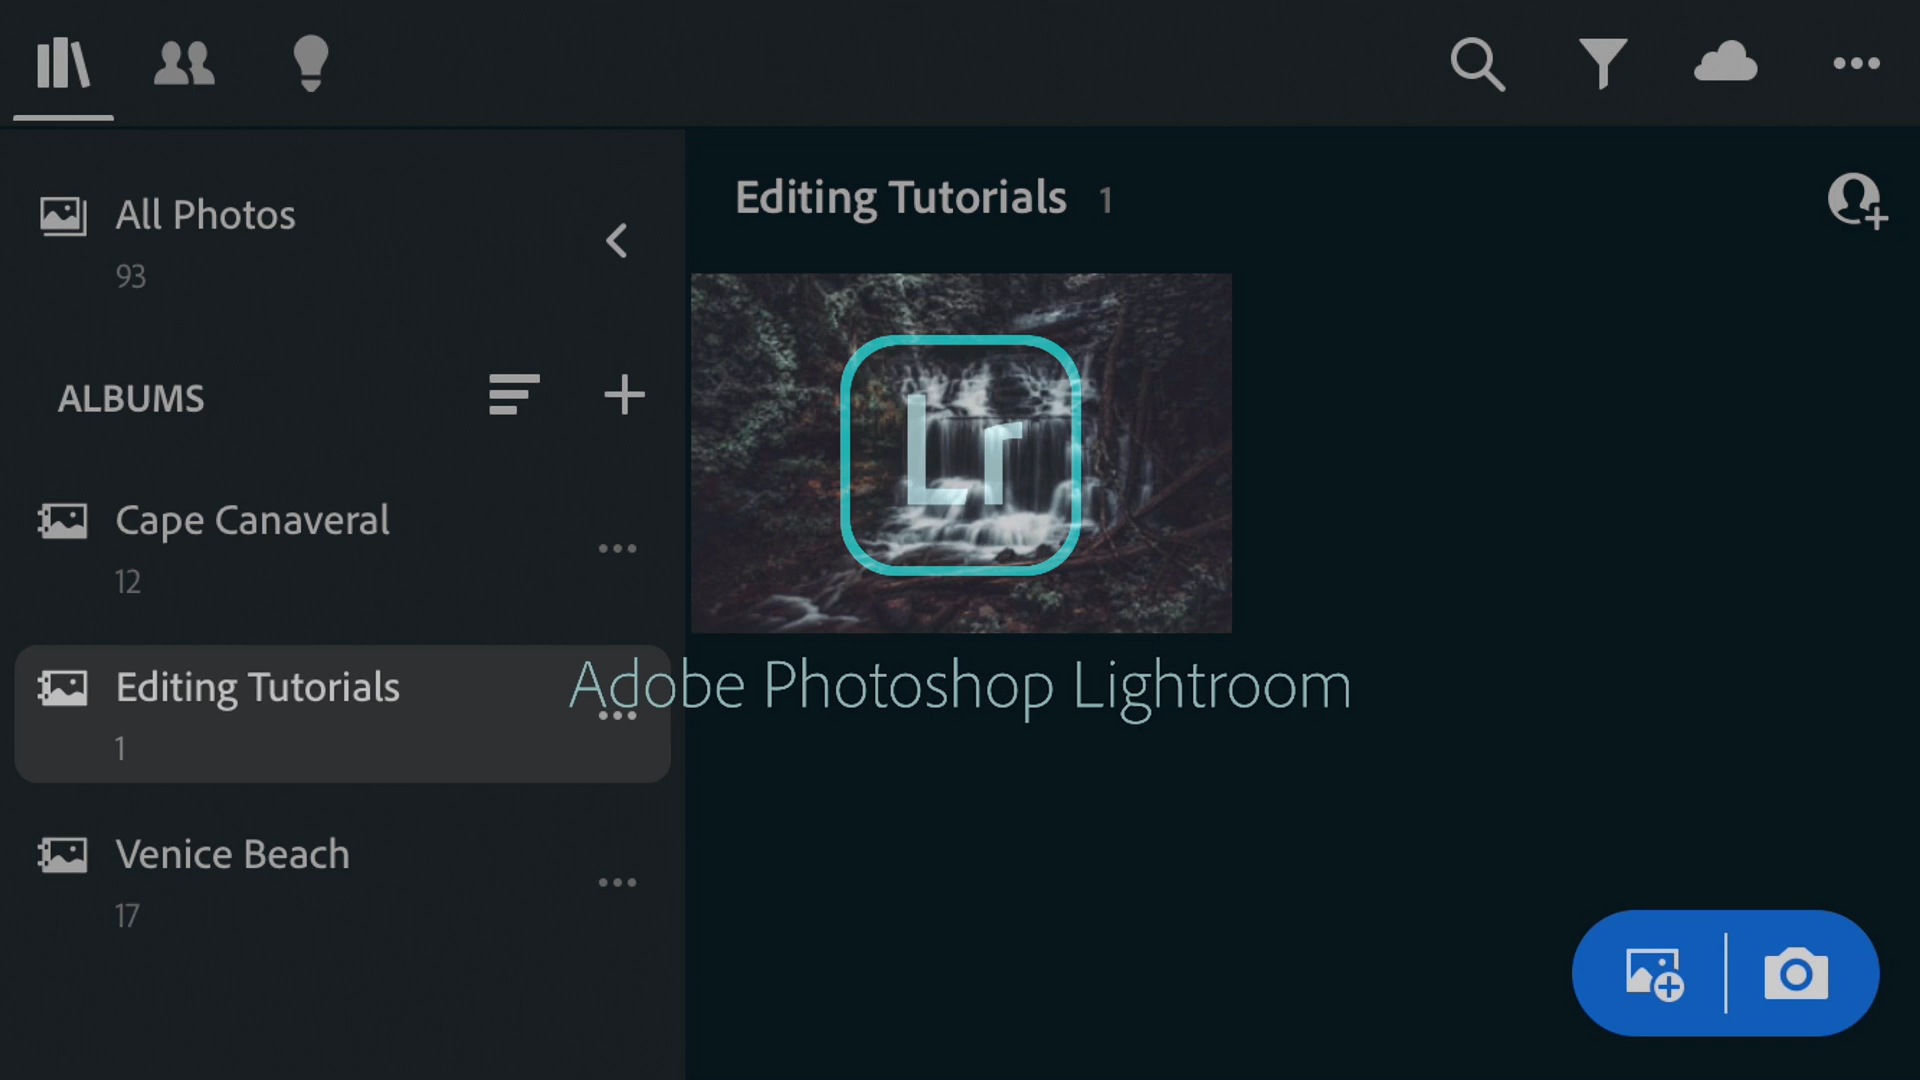 All Photos
93
ALBUMS
Cape Canaveral
12
Editing Tutorials
1
Venice Beach
17
Editing Tutorials 1
Lr
Adobe Photoshop Lightroom